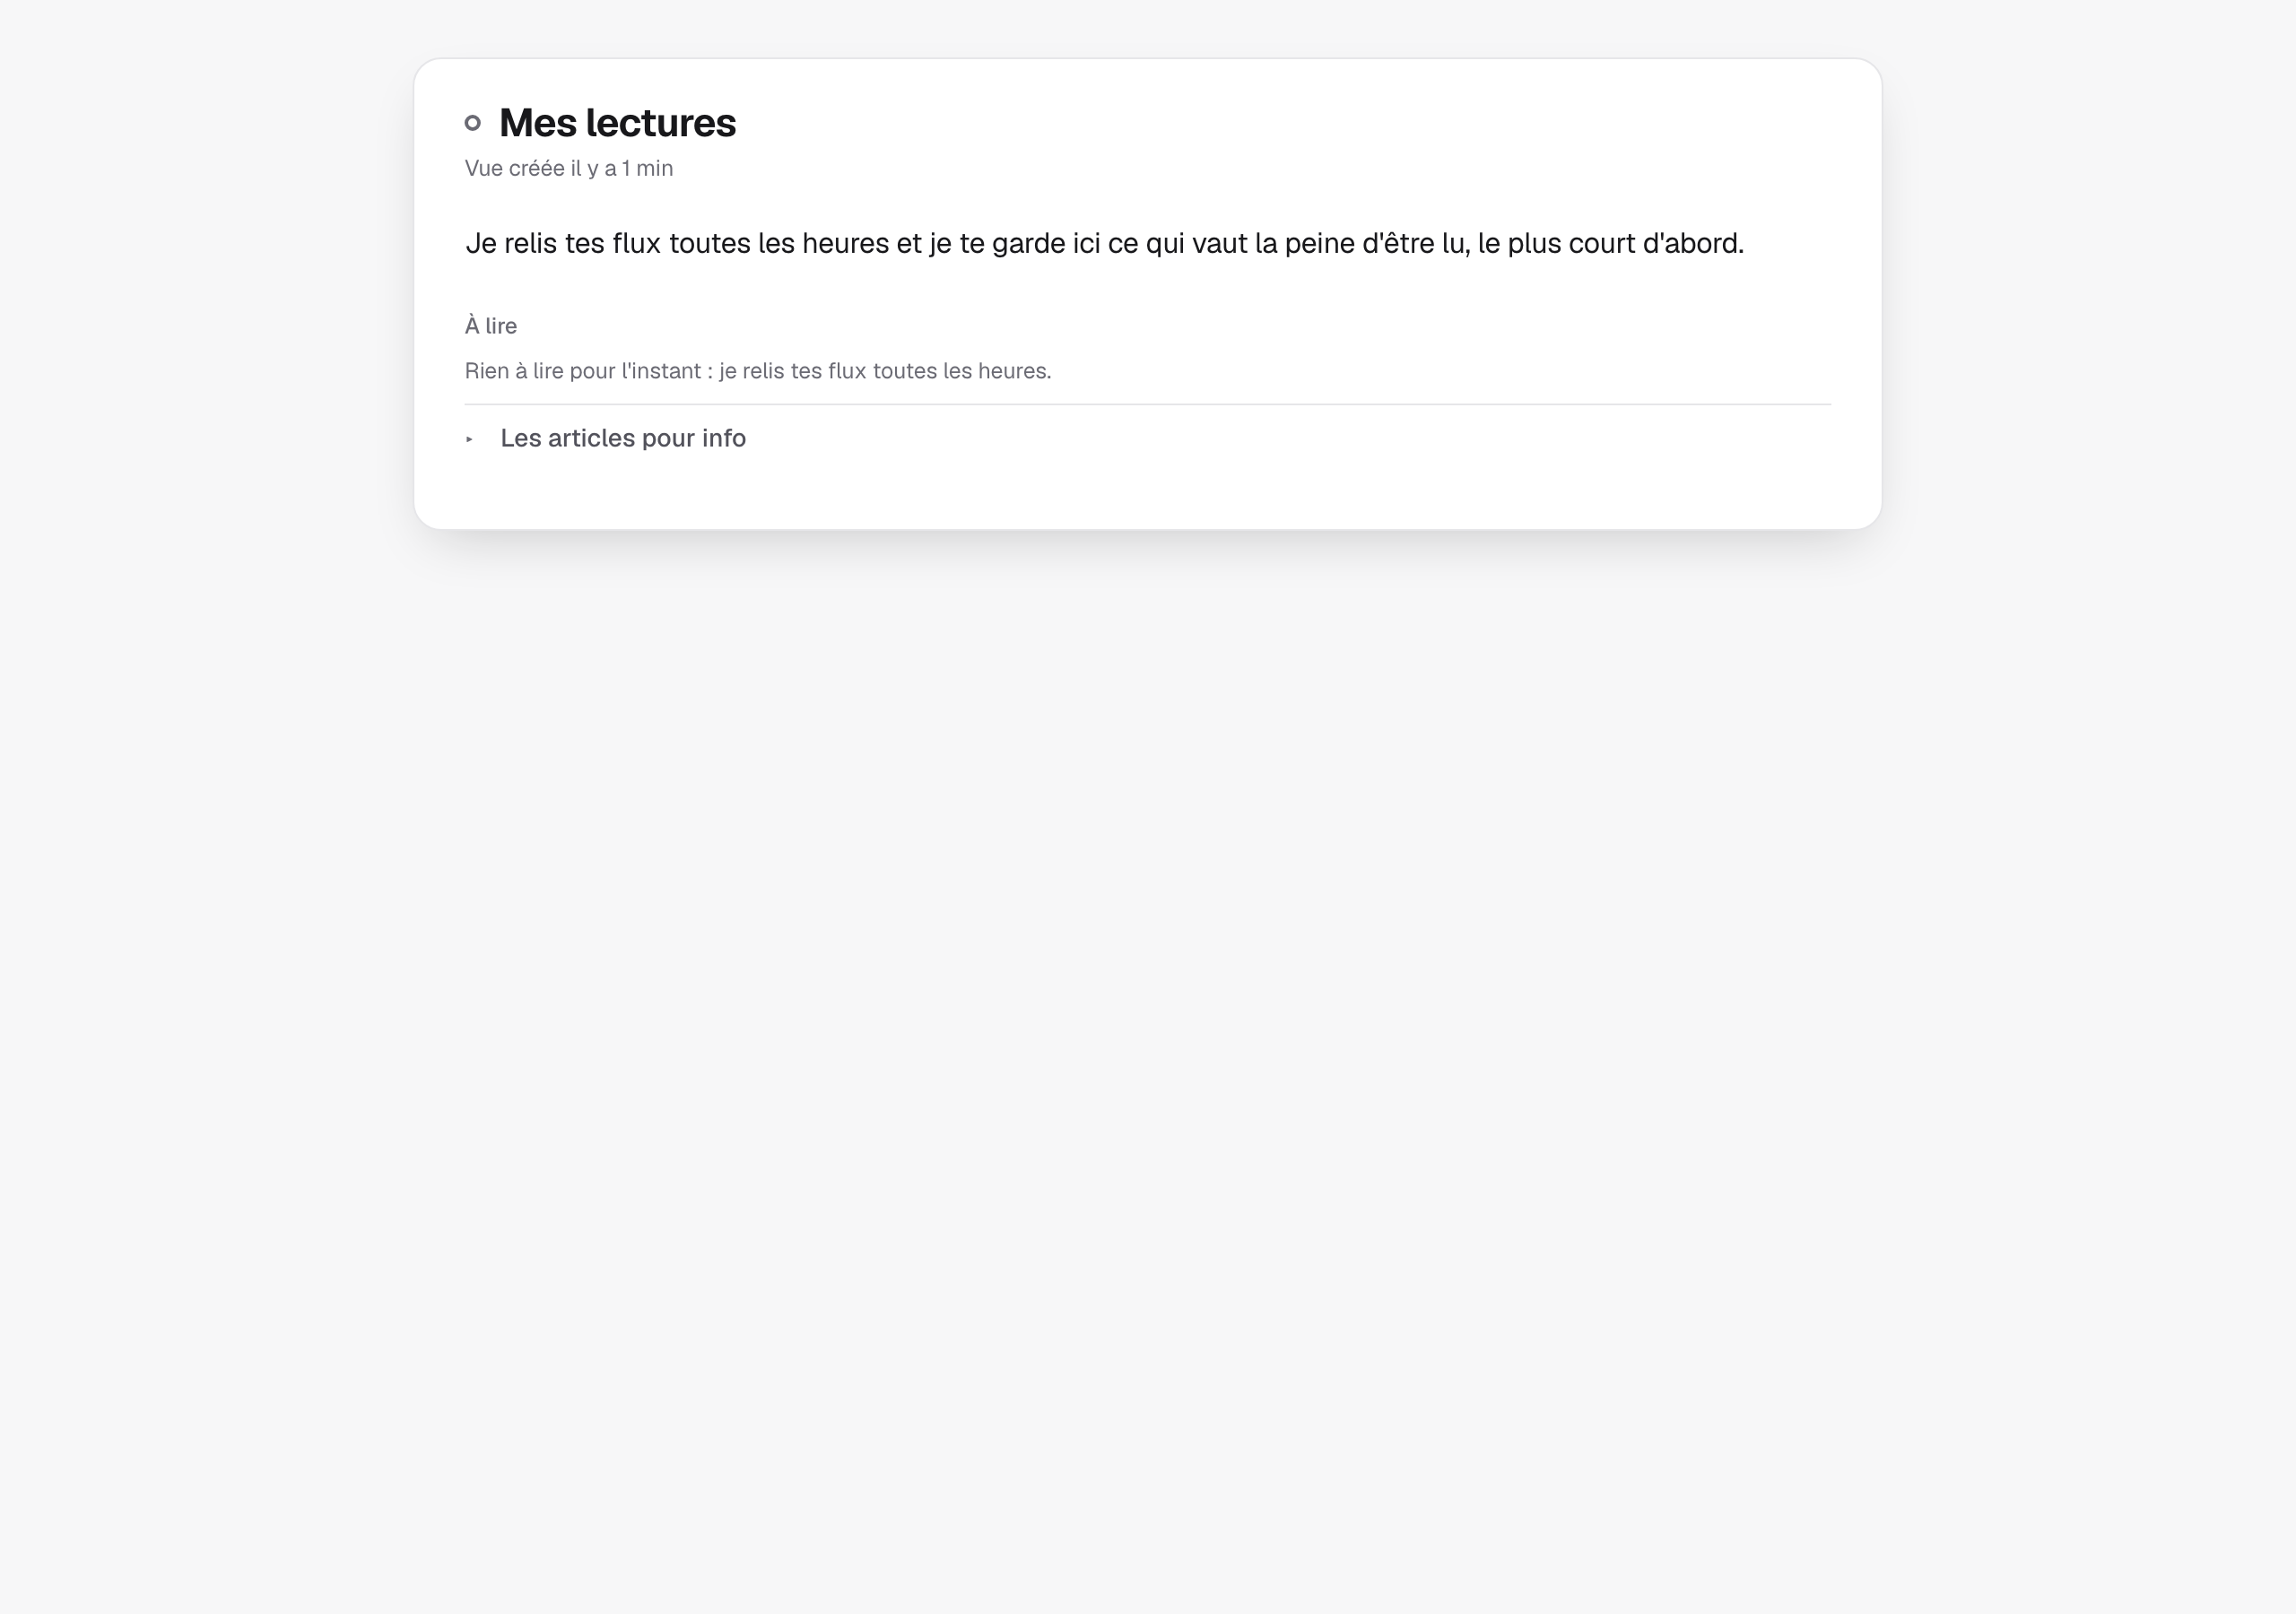 Mes lectures
Vue créée il y a 1 min
Je relis tes flux toutes les heures et je te garde ici ce qui vaut la peine d'être lu, le plus court d'abord.
À lire
Rien à lire pour l'instant : je relis tes flux toutes les heures.
Les articles pour info